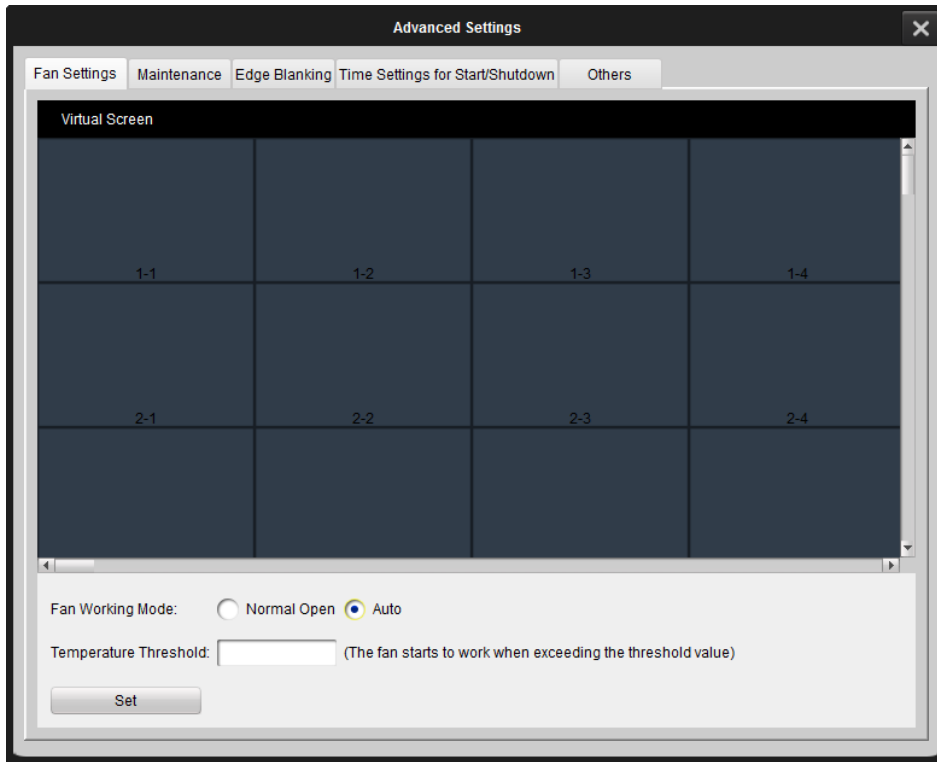 Advanced Settings
Fan Settings Maintenance Edge Blanking Time Settings for Start/Shutdown Others
Virtual Screen
1-1 1-2 1-3 1-4
2-1 2-2 2-3 2-4
Fan Working Mode: Normal Open Auto
Temperature Threshold: (The fan starts to work when exceeding the threshold value)
Set